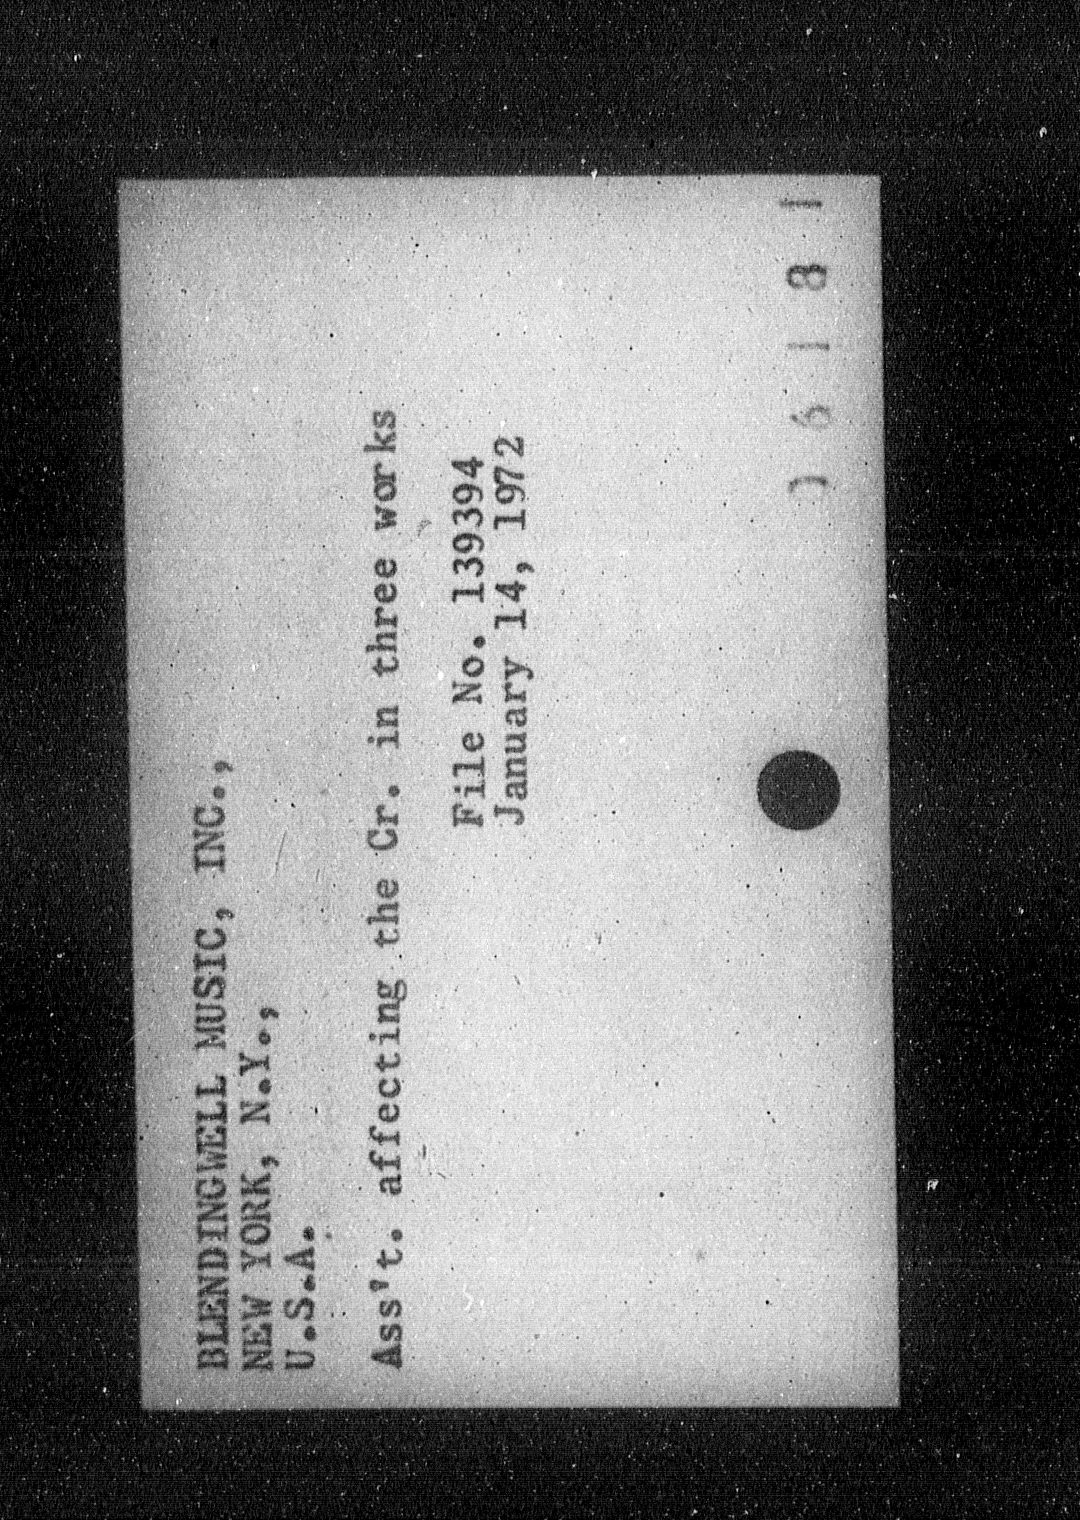 BLENDINGWELL MUSIC, INC.,
NEW YORK, N.Y.,
U.S.A.
Ass't. affecting the Cr. in three works
File No. 139394
January 14, 1972